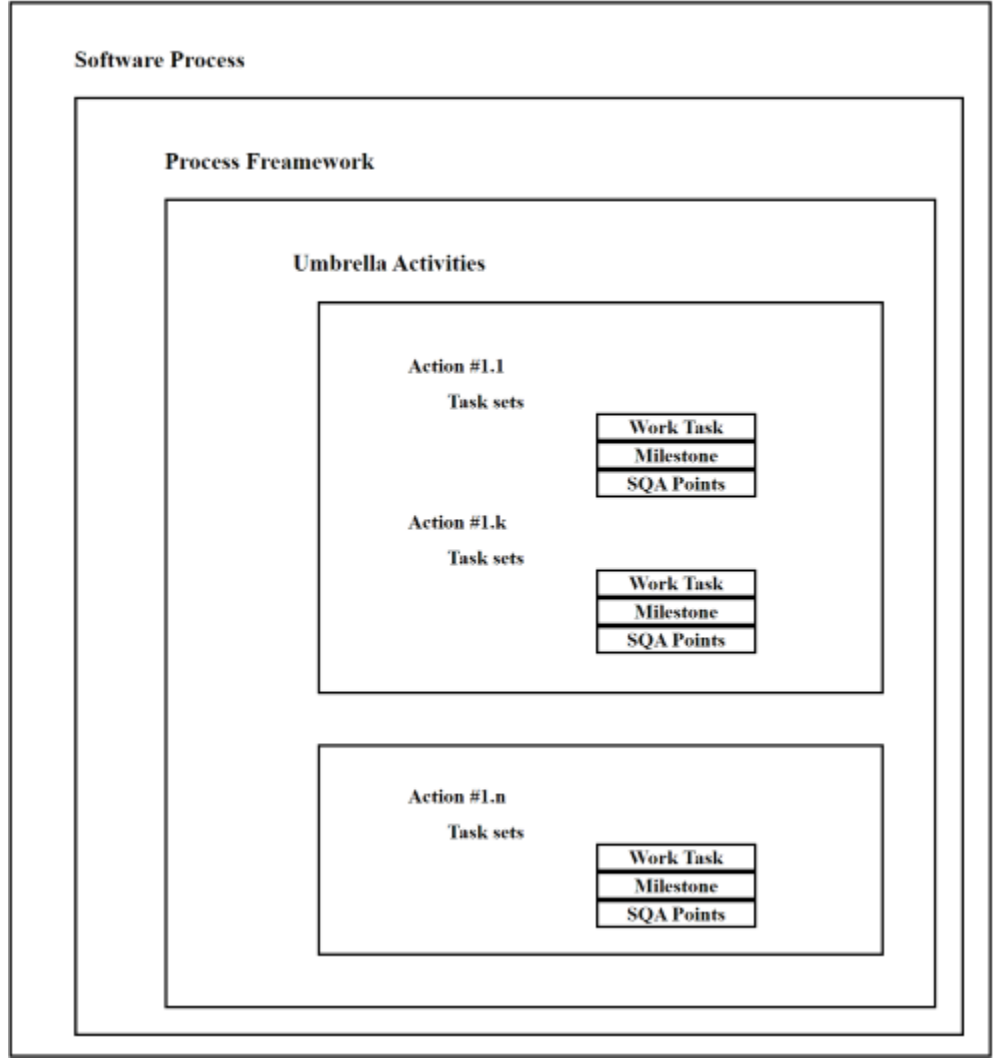 Software Process
Process Freamework
Umbrella Activities
Action #1.1
Task sets
Work Task
Milestone
SQA Points
Action #1.k
Task sets
Work Task
Milestone
SQA Points
Action #1.n
Task sets
Work Task
Milestone
SQA Points